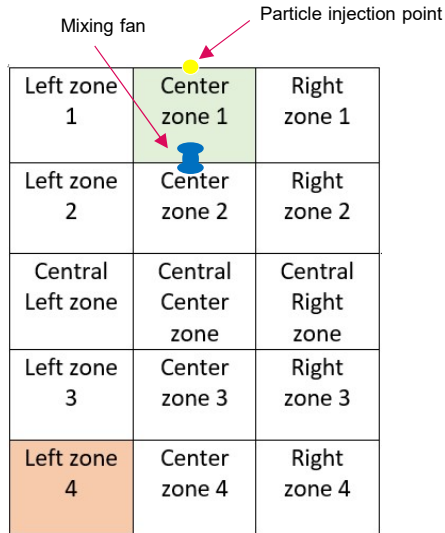 Particle injection point
Mixing fan
Left zone
1
Center
zone 1
Right
zone 1
Left zone
2
Center
zone 2
Right
zone 2
Central
Left zone
Central
Center
zone
Central
Right
zone
Left zone
3
Center
zone 3
Right
zone 3
Left zone
4
Center
zone 4
Right
zone 4